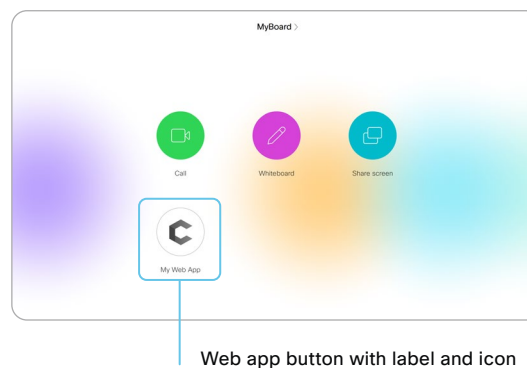 MyBoard >
Call
Whiteboard
Share screen
My Web App
Web app button with label and icon